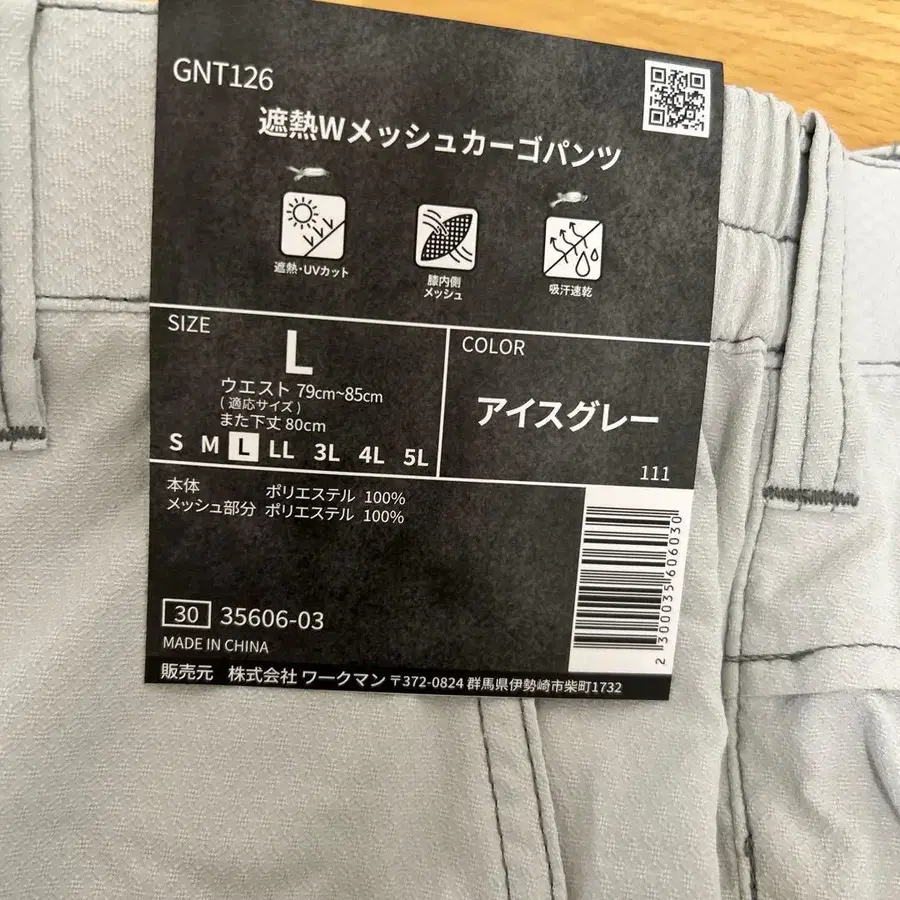 GNT126
遮熱Wメッシュカーゴパンツ
遮熱・UVカット
膝内側
メッシュ
吸汗速乾
SIZE
L
ウエスト 79cm~85cm
(適応サイズ)
また下丈 80cm
S M L LL 3L 4L 5L
COLOR
アイスグレー
111
本体 ポリエステル 100%
メッシュ部分 ポリエステル 100%
30 35606-03
MADE IN CHINA
販売元 株式会社 ワークマン 〒372-0824 群馬県伊勢崎市柴町1732
2300035606030